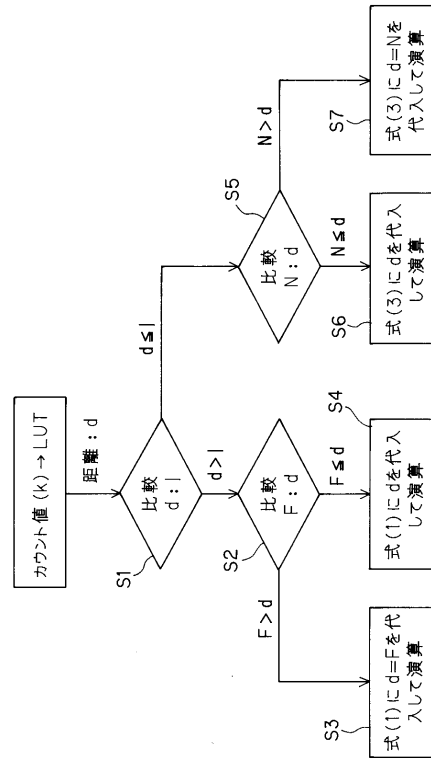 カウント値(k)→LUT
距離:d
比較
d:l
S1
d≦l
d>l
比較
F:d
S2
F>d
F≦d
比較
N:d
S5
N>d
N≦d
S3
式(1)にd=Fを代
入して演算
S4
式(1)にdを代入
して演算
S6
式(3)にdを代入
して演算
S7
式(3)にd=Nを
代入して演算